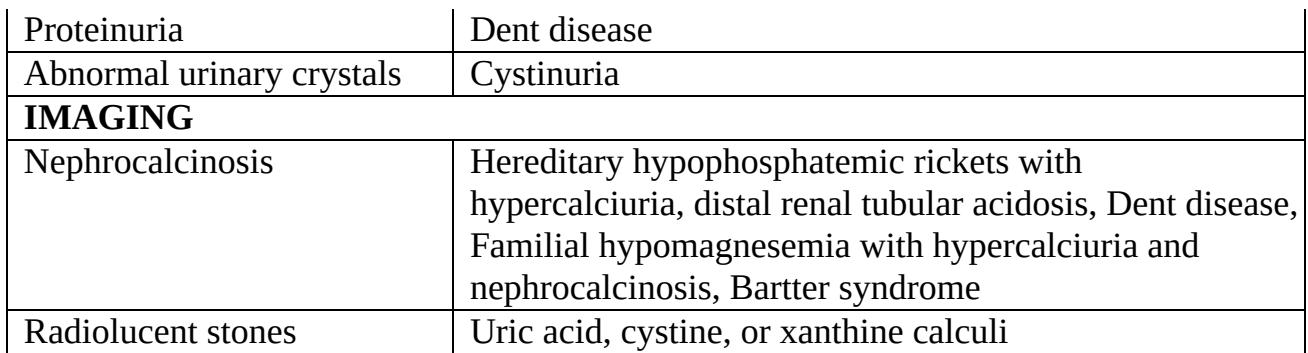 Proteinuria Dent disease
Abnormal urinary crystals Cystinuria
IMAGING
Nephrocalcinosis Hereditary hypophosphatemic rickets with
hypercalciuria, distal renal tubular acidosis, Dent disease,
Familial hypomagnesemia with hypercalciuria and
nephrocalcinosis, Bartter syndrome
Radiolucent stones Uric acid, cystine, or xanthine calculi